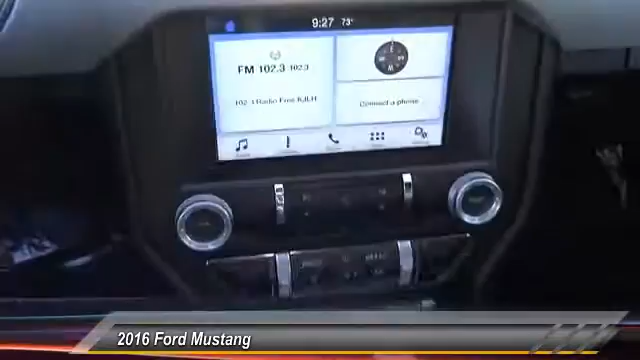 9:27 73°
FM 102.3 102.3
102.3 Radio Free KJLH
Connect a phone
2016 Ford Mustang